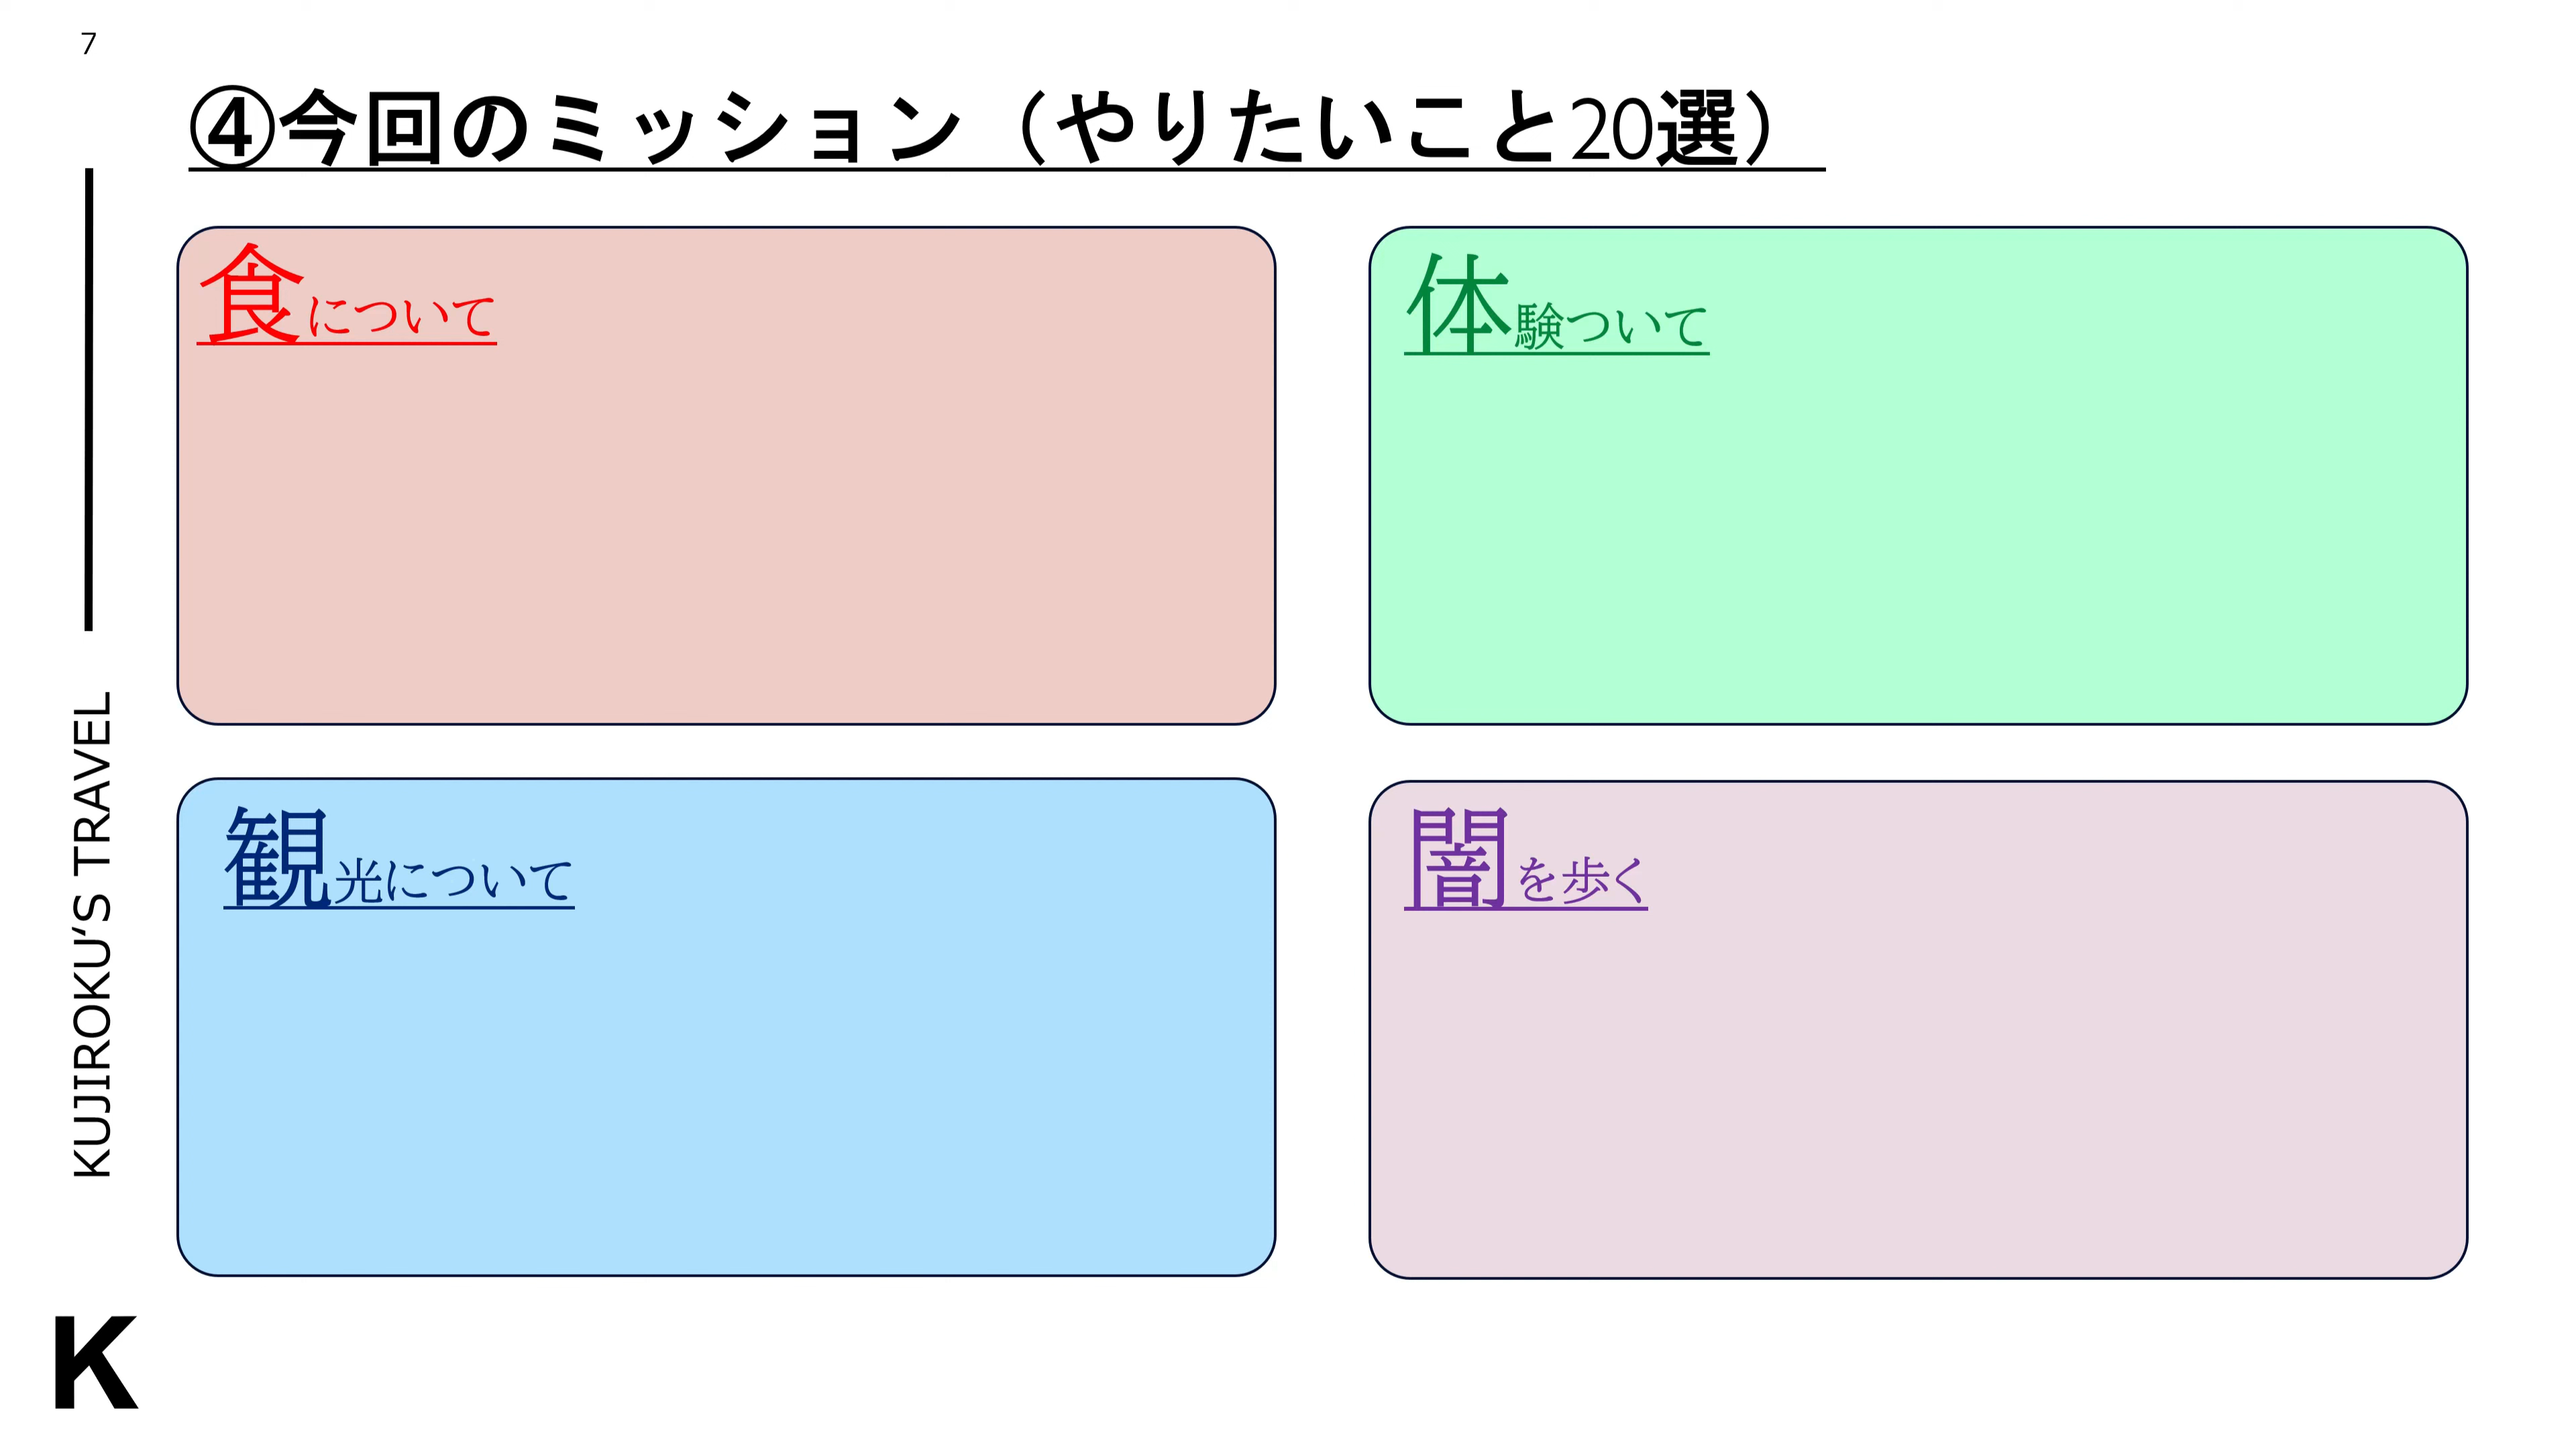 7
④今回のミッション（やりたいこと20選）
食について
体験ついて
観光について
闇を歩く
KUJIROKU‘S TRAVEL
K